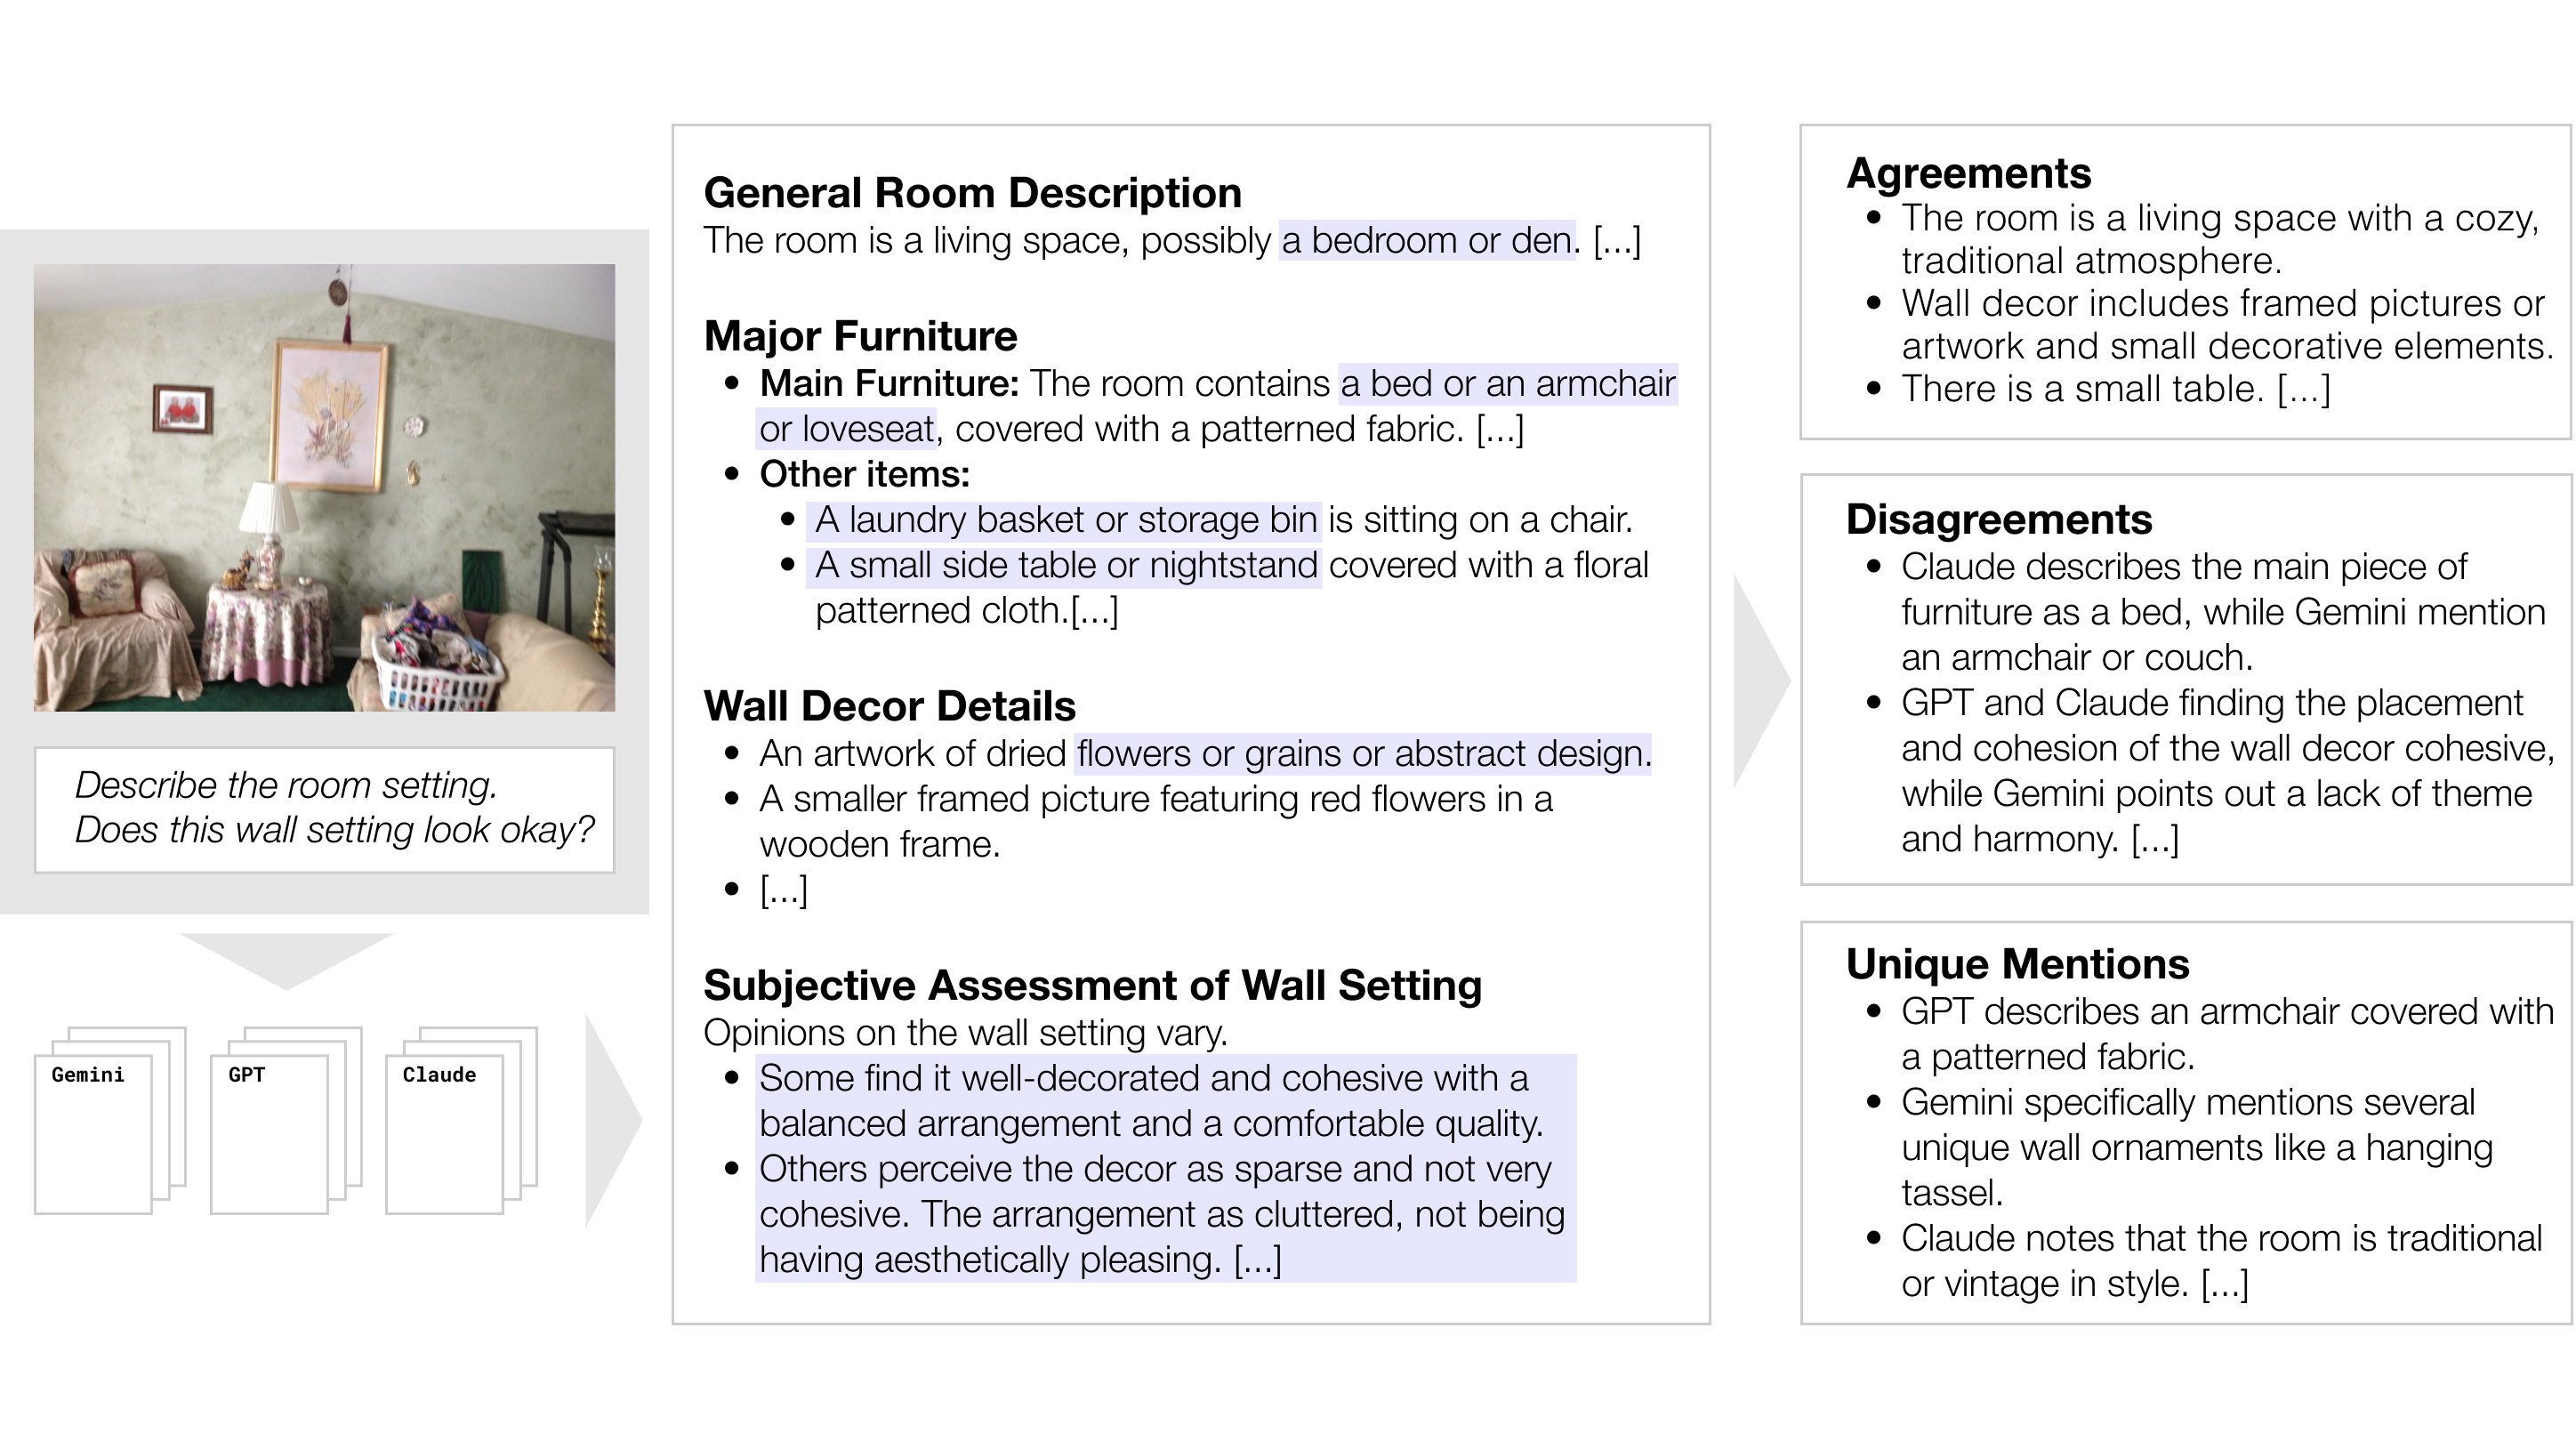 Describe the room setting.
Does this wall setting look okay?
Gemini
GPT
Claude
General Room Description
The room is a living space, possibly a bedroom or den. [...]
Major Furniture
• Main Furniture: The room contains a bed or an armchair
or loveseat, covered with a patterned fabric. [...]
• Other items:
• A laundry basket or storage bin is sitting on a chair.
• A small side table or nightstand covered with a floral
patterned cloth.[...]
Wall Decor Details
• An artwork of dried flowers or grains or abstract design.
• A smaller framed picture featuring red flowers in a
wooden frame.
• [...]
Subjective Assessment of Wall Setting
Opinions on the wall setting vary.
• Some find it well-decorated and cohesive with a
balanced arrangement and a comfortable quality.
• Others perceive the decor as sparse and not very
cohesive. The arrangement as cluttered, not being
having aesthetically pleasing. [...]
Agreements
• The room is a living space with a cozy,
traditional atmosphere.
• Wall decor includes framed pictures or
artwork and small decorative elements.
• There is a small table. [...]
Disagreements
• Claude describes the main piece of
furniture as a bed, while Gemini mention
an armchair or couch.
• GPT and Claude finding the placement
and cohesion of the wall decor cohesive,
while Gemini points out a lack of theme
and harmony. [...]
Unique Mentions
• GPT describes an armchair covered with
a patterned fabric.
• Gemini specifically mentions several
unique wall ornaments like a hanging
tassel.
• Claude notes that the room is traditional
or vintage in style. [...]